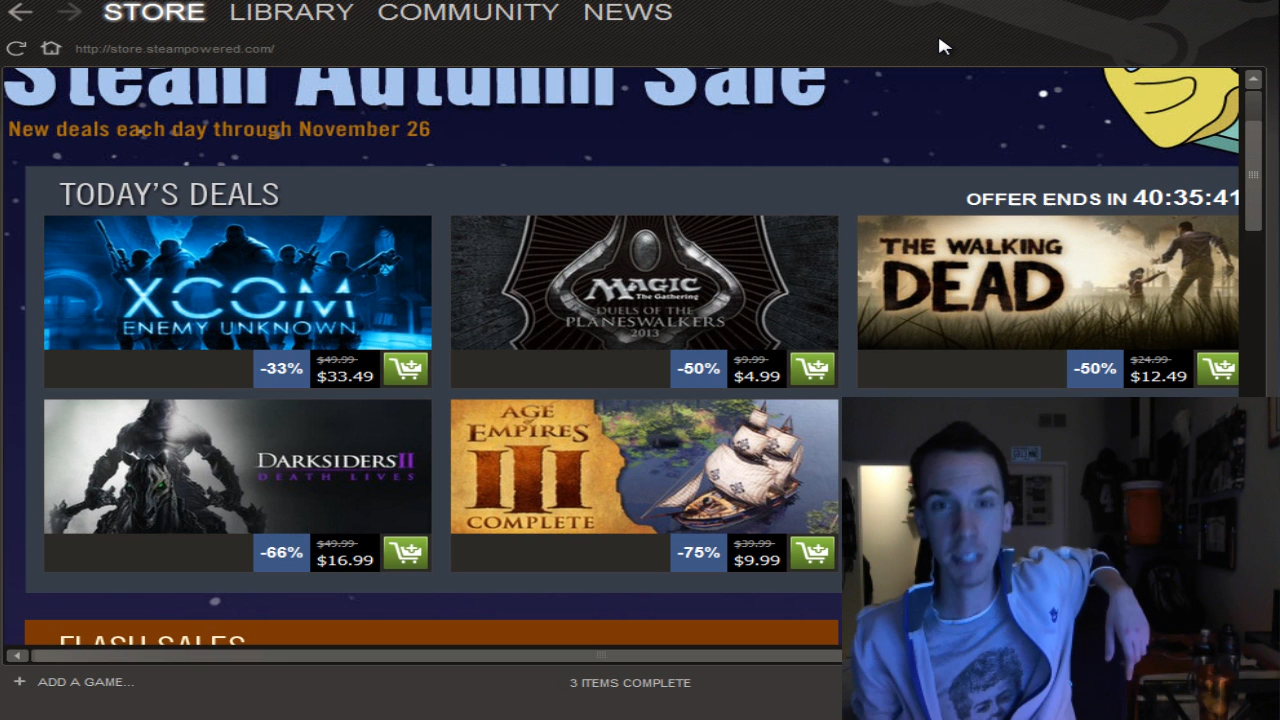 STORE LIBRARY COMMUNITY NEWS
http://store.steampowered.com/
Steam Autumn Sale
New deals each day through November 26
TODAY'S DEALS
OFFER ENDS IN 40:35:41
XCOM
ENEMY UNKNOWN
-33%
$49.99
$33.49
MAGIC
The Gathering
DUELS OF THE
PLANESWALKERS
2013
-50%
$9.99
$4.99
THE WALKING
DEAD
-50%
$24.99
$12.49
DARKSIDERS II
DEATH LIVES
-66%
$49.99
$16.99
AGE
of
EMPIRES
III
COMPLETE
-75%
$39.99
$9.99
FLASH SALES
+ ADD A GAME...
3 ITEMS COMPLETE